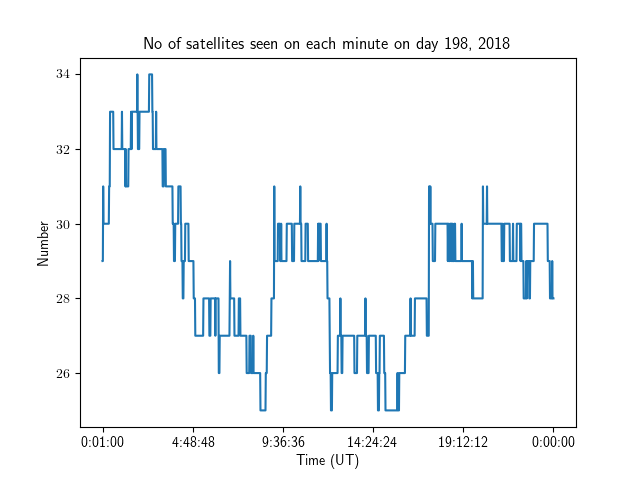 No of satellites seen on each minute on day 198, 2018
34
32
30
28
26
Number
0:01:00 4:48:48 9:36:36 14:24:24 19:12:12 0:00:00
Time (UT)